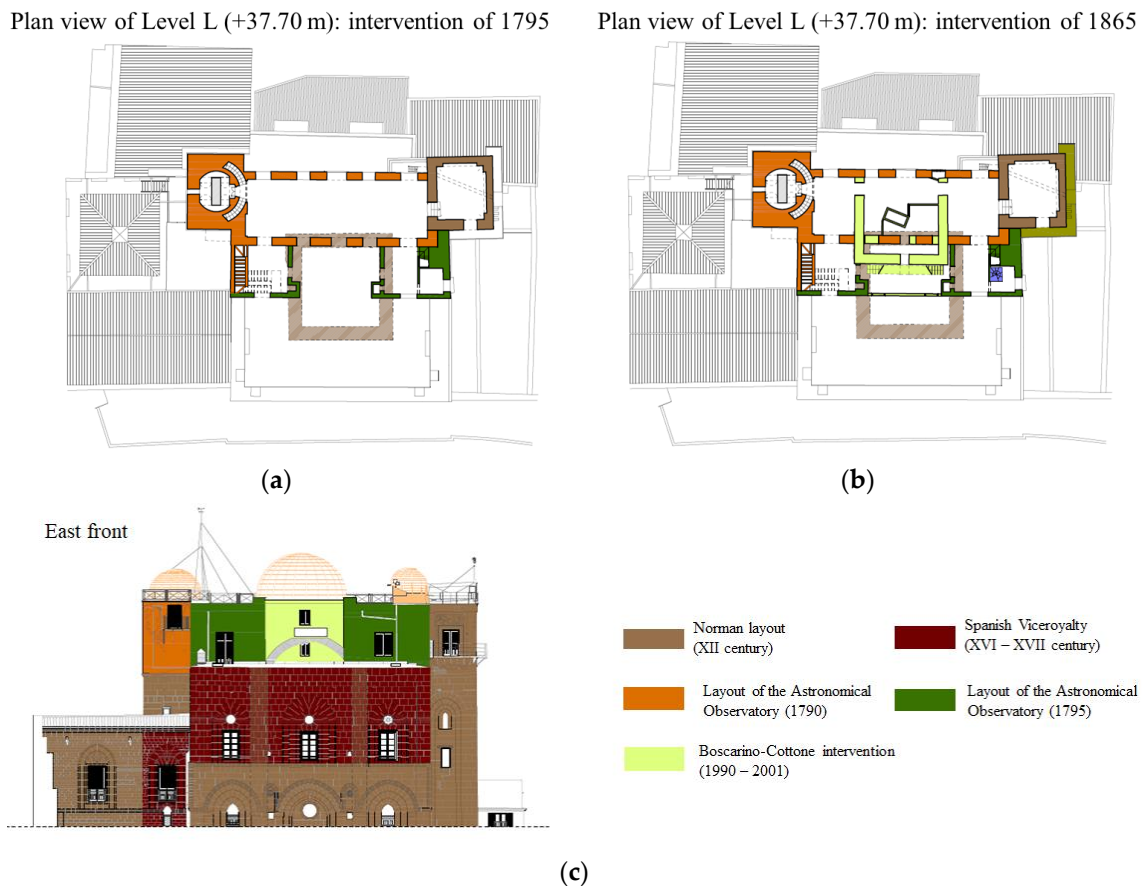 Plan view of Level L (+37.70 m): intervention of 1795
Plan view of Level L (+37.70 m): intervention of 1865
(a)
(b)
East front
Norman layout
(XII century)
Spanish Viceroyalty
(XVI – XVII century)
Layout of the Astronomical
Observatory (1790)
Layout of the Astronomical
Observatory (1795)
Boscarino-Cottone intervention
(1990 – 2001)
(c)